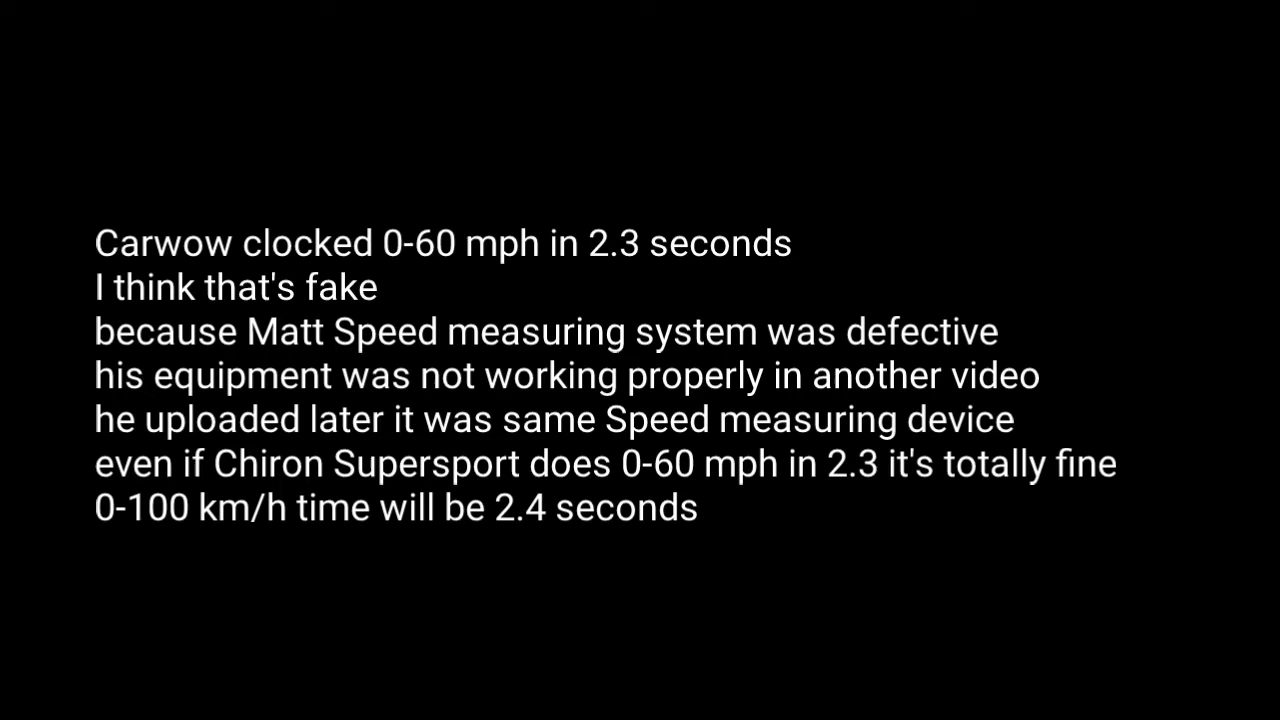 Carwow clocked 0-60 mph in 2.3 seconds
I think that's fake
because Matt Speed measuring system was defective
his equipment was not working properly in another video
he uploaded later it was same Speed measuring device
even if Chiron Supersport does 0-60 mph in 2.3 it's totally fine
0-100 km/h time will be 2.4 seconds